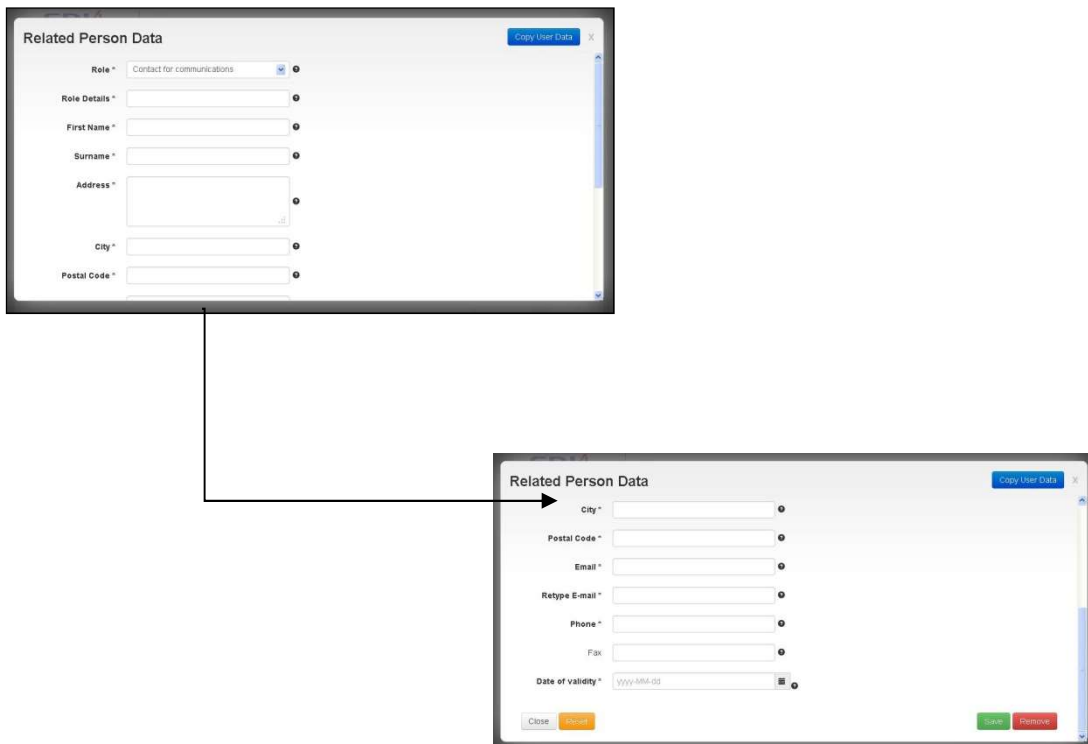 Related Person Data
Copy User Data X
Role * Contact for communications
Role Details *
First Name *
Surname *
Address *
City *
Postal Code *
Related Person Data
Copy User Data X
City *
Postal Code *
Email *
Retype E-mail *
Phone *
Fax
Date of validity * yyyy-MM-dd
Close Reset Save Remove